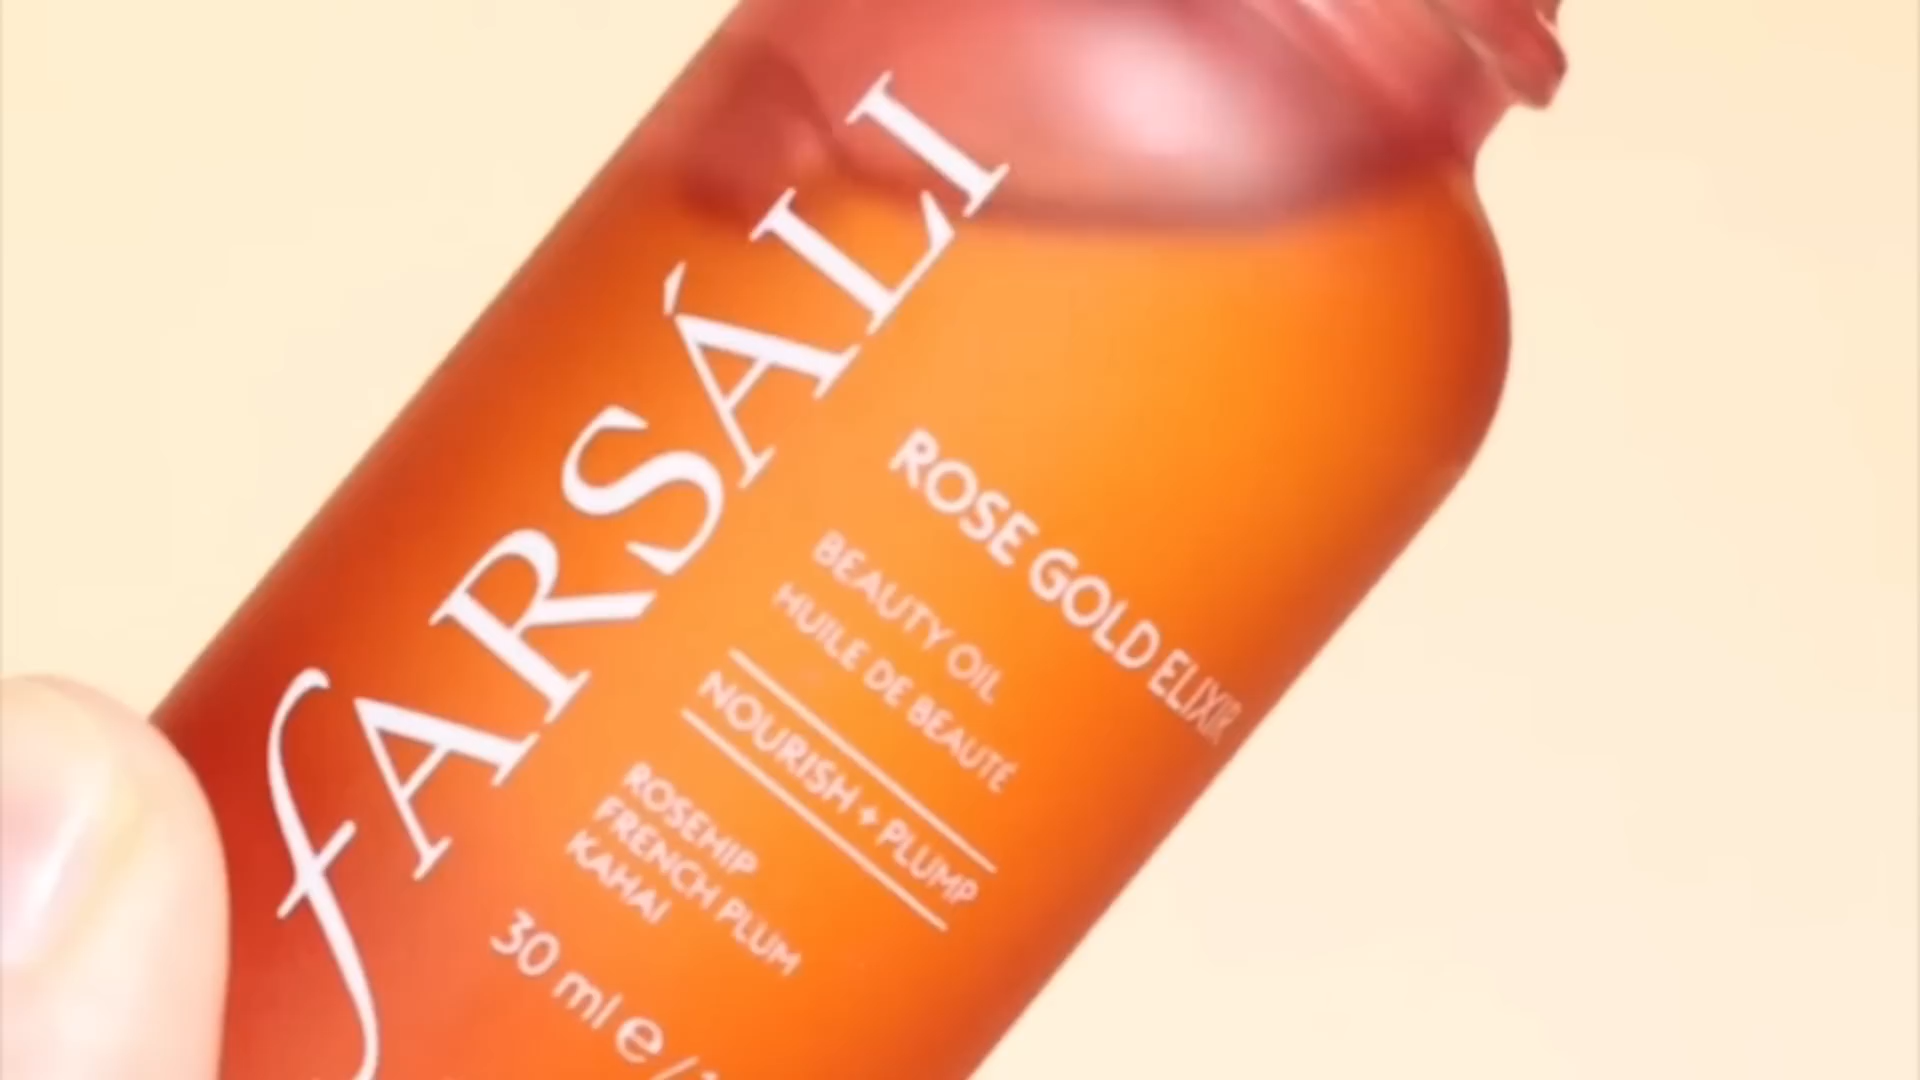 fARSÁLI
ROSE GOLD ELIXIR
BEAUTY OIL
HUILE DE BEAUTÉ
NOURISH + PLUMP
ROSEHIP
FRENCH PLUM
KAHAI
30 ml e /